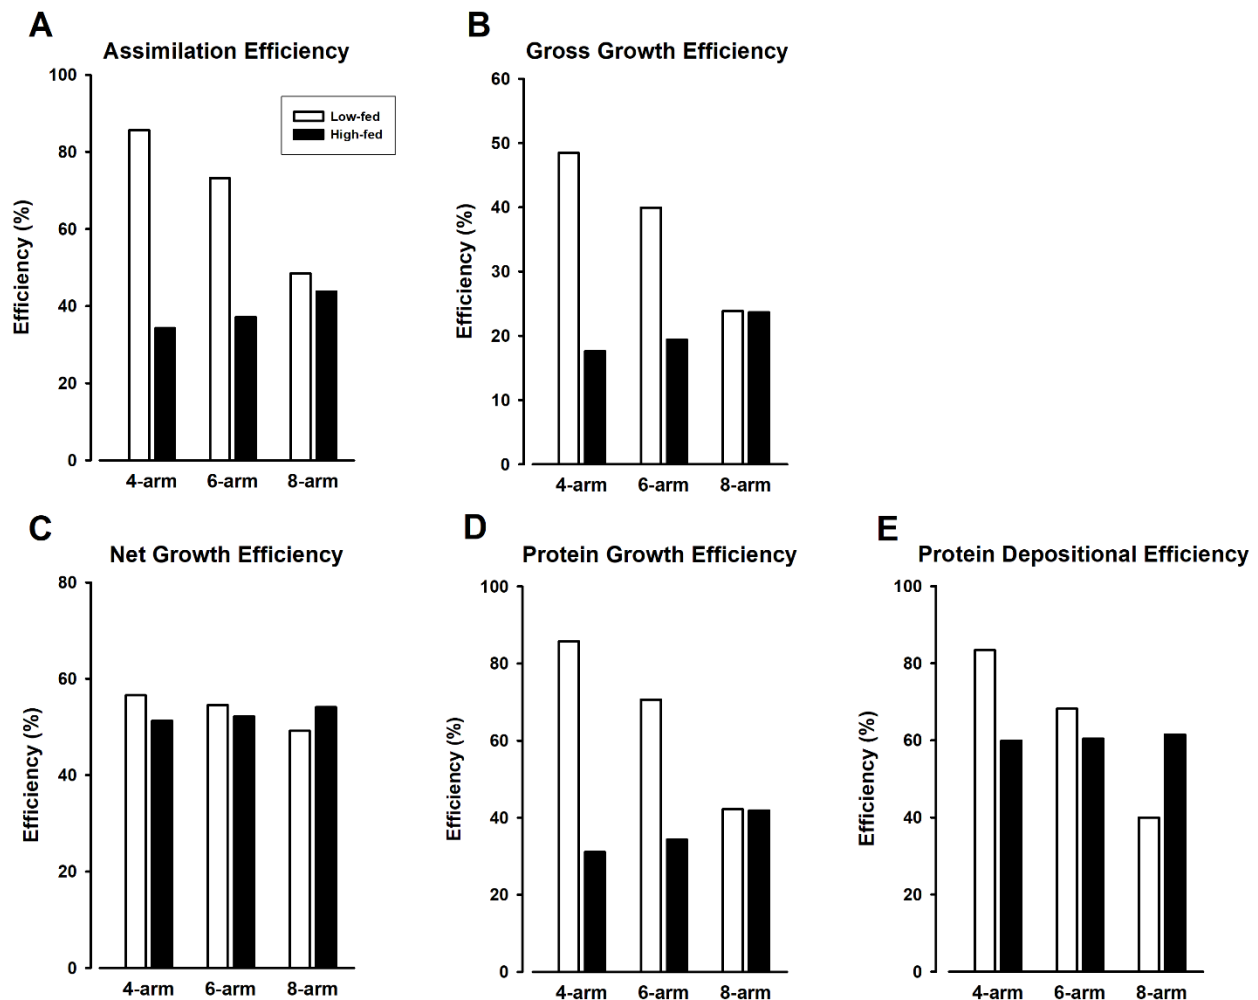 A
Assimilation Efficiency
Efficiency (%)
100
80
60
40
20
0
Low-fed
High-fed
4-arm 6-arm 8-arm
B
Gross Growth Efficiency
Efficiency (%)
60
50
40
30
20
10
0
4-arm 6-arm 8-arm
C
Net Growth Efficiency
Efficiency (%)
80
60
40
20
0
4-arm 6-arm 8-arm
D
Protein Growth Efficiency
Efficiency (%)
100
80
60
40
20
0
4-arm 6-arm 8-arm
E
Protein Depositional Efficiency
Efficiency (%)
100
80
60
40
20
0
4-arm 6-arm 8-arm